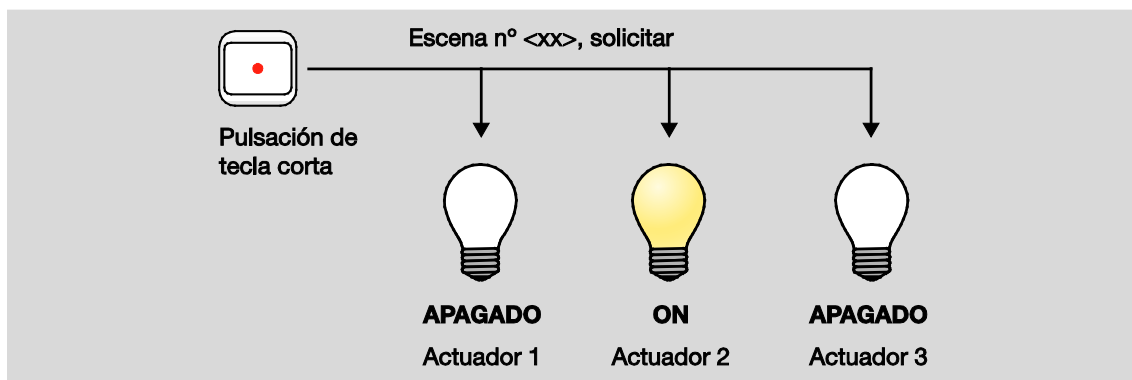 Escena nº <xx>, solicitar
Pulsación de
tecla corta
APAGADO
ON
APAGADO
Actuador 1
Actuador 2
Actuador 3